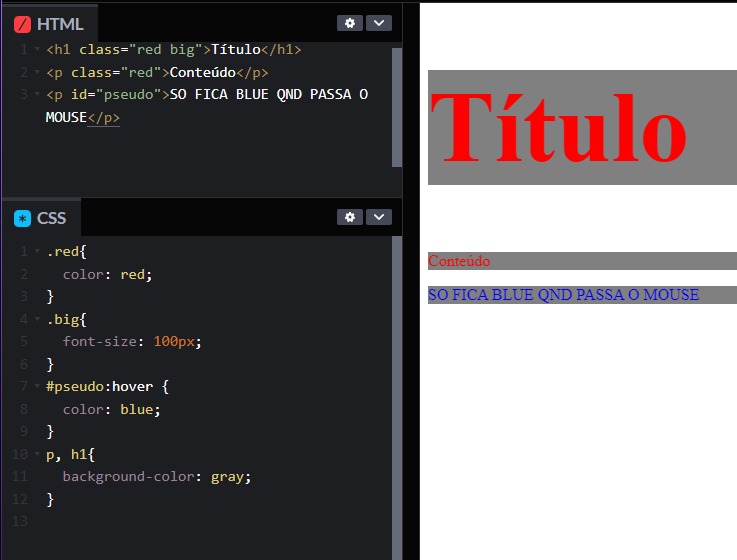 HTML
1 <h1 class="red big">Título</h1>
2 <p class="red">Conteúdo</p>
3 <p id="pseudo">SO FICA BLUE QND PASSA O
MOUSE</p>
CSS
1 .red{
2 color: red;
3 }
4 .big{
5 font-size: 100px;
6 }
7 #pseudo:hover {
8 color: blue;
9 }
10 p, h1{
11 background-color: gray;
12 }
13
Título
Conteúdo
SO FICA BLUE QND PASSA O MOUSE